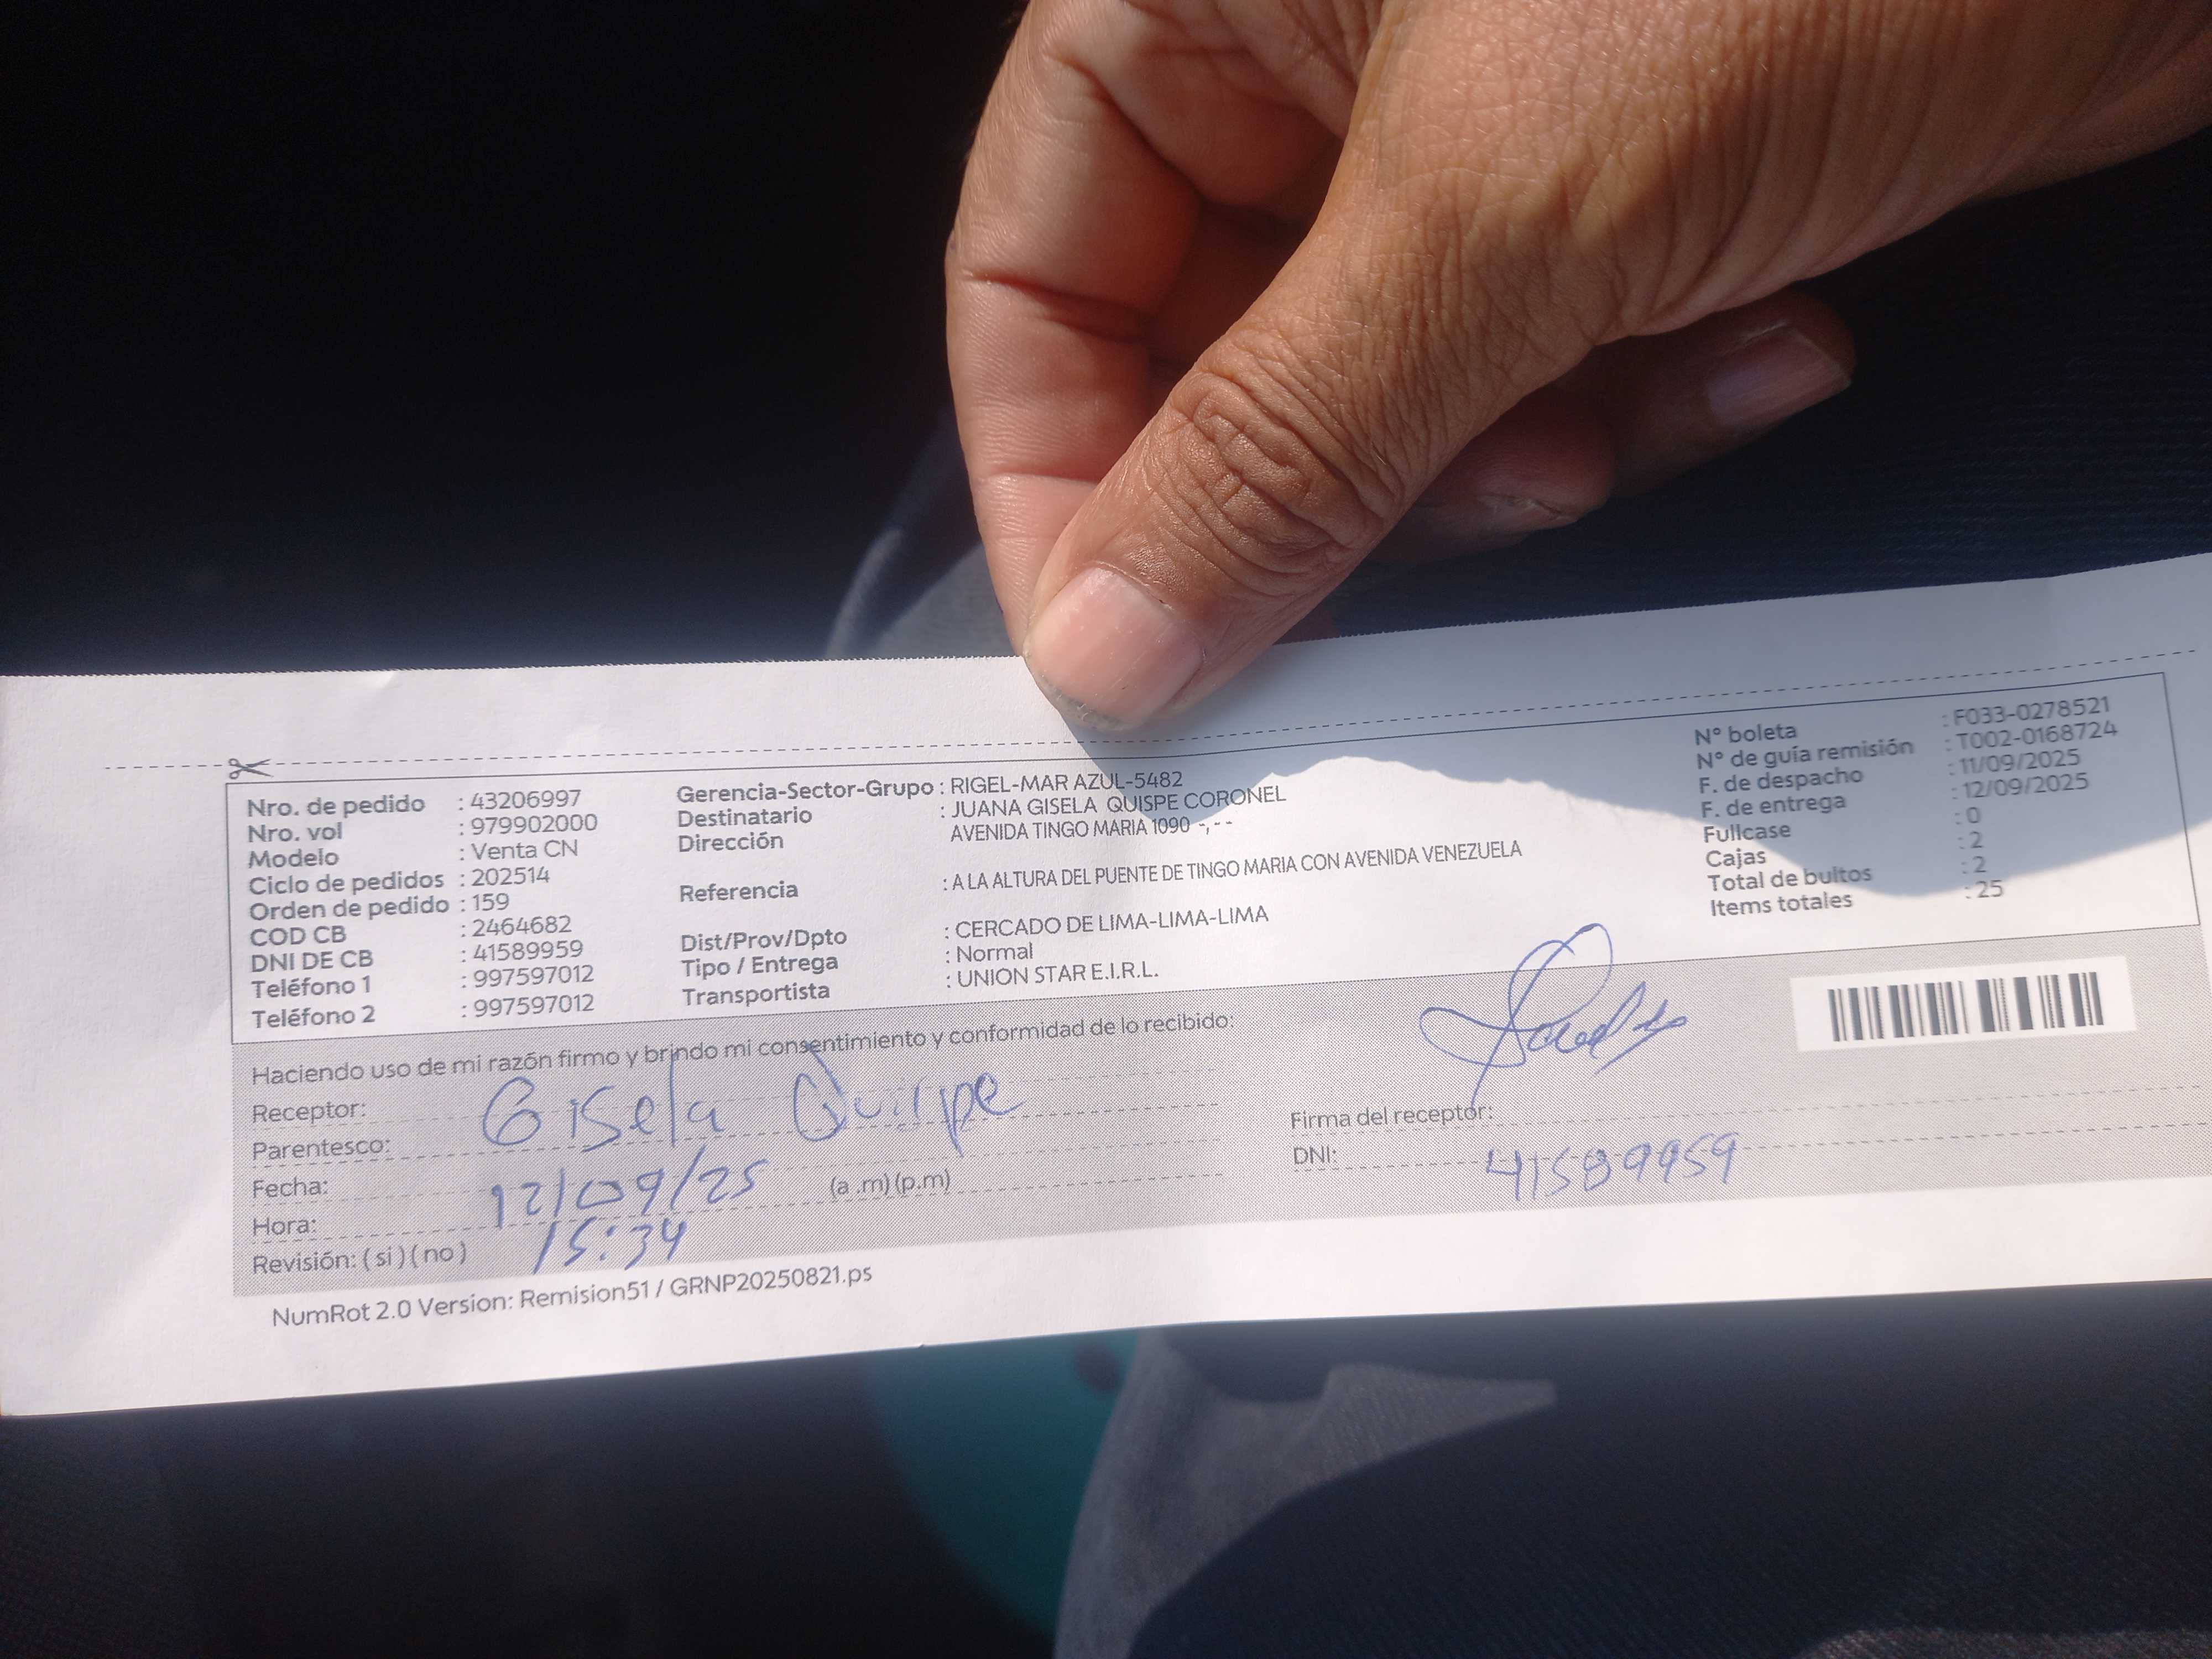 Nro. de pedido : 43206997
Nro. vol : 979902000
Modelo : Venta CN
Ciclo de pedidos : 202514
Orden de pedido : 159
COD CB : 2464682
DNI DE CB : 41589959
Teléfono 1 : 997597012
Teléfono 2 : 997597012
Gerencia-Sector-Grupo : RIGEL-MAR AZUL-5482
Destinatario : JUANA GISELA QUISPE CORONEL
Dirección AVENIDA TINGO MARIA 1090 -,- -
Referencia : A LA ALTURA DEL PUENTE DE TINGO MARIA CON AVENIDA VENEZUELA
Dist/Prov/Dpto : CERCADO DE LIMA-LIMA-LIMA
Tipo / Entrega : Normal
Transportista : UNION STAR E.I.R.L.
N° boleta : F033-0278521
N° de guía remisión : T002-0168724
F. de despacho : 11/09/2025
F. de entrega : 12/09/2025
Fullcase : 0
Cajas : 2
Total de bultos : 2
Items totales : 25
Haciendo uso de mi razón firmo y brindo mi consentimiento y conformidad de lo recibido:
Receptor: Gisela Quispe
Parentesco:
Fecha: 12/09/25 (a .m) (p.m)
Hora: 15:34
Revisión: ( si ) ( no )
Firma del receptor:
DNI: 41589959
NumRot 2.0 Version: Remision51 / GRNP20250821.ps